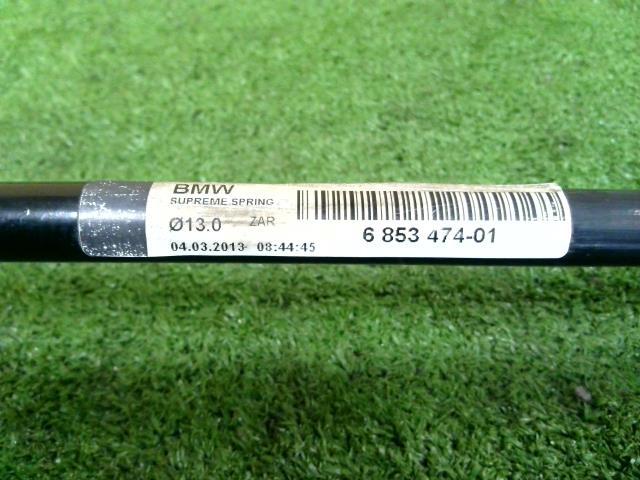 BMW
SUPREME SPRING
Ø13.0 ZAR
04.03.2013 08:44:45
6 853 474-01